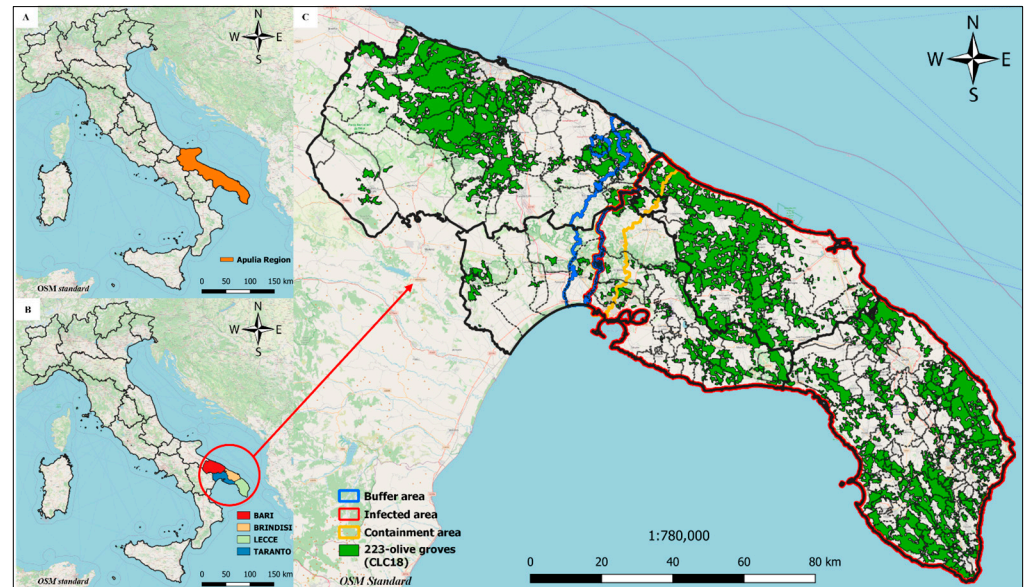 A
N
W E
S
Apulia Region
0 50 100 150 km
OSM standard
B
N
W E
S
BARI
BRINDISI
LECCE
TARANTO
0 50 100 150 km
OSM standard
C
N
W E
S
Buffer area
Infected area
Containment area
223-olive groves
(CLC18)
OSM Standard
1:780,000
0 20 40 60 80 km